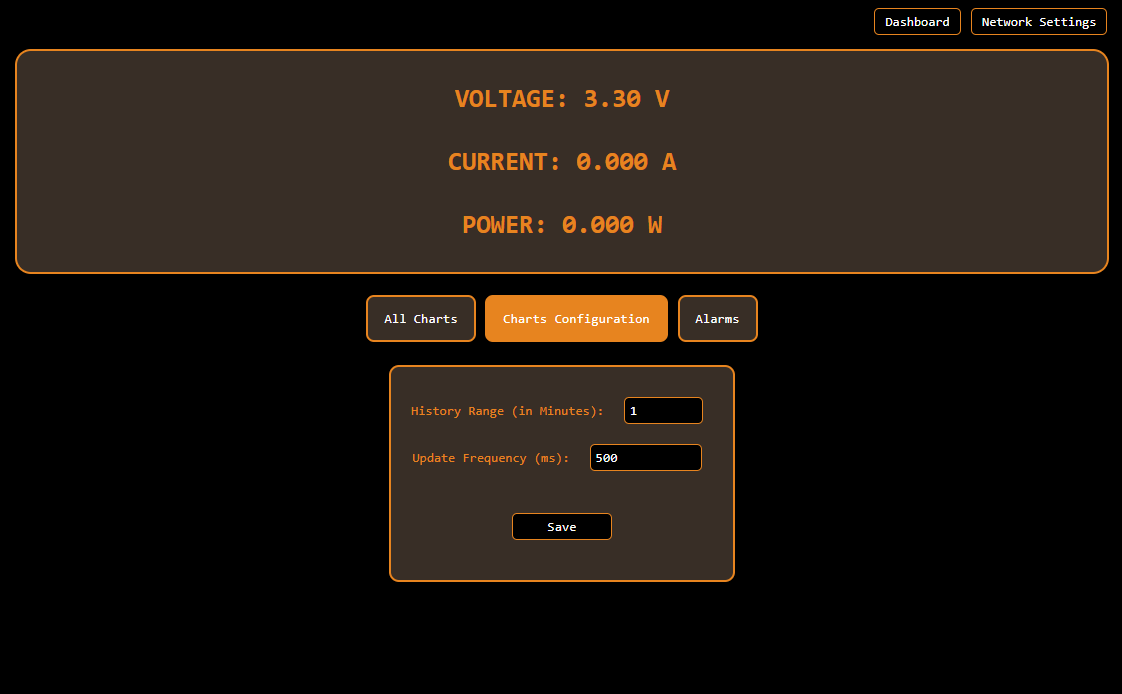 Dashboard Network Settings
VOLTAGE: 3.30 V
CURRENT: 0.000 A
POWER: 0.000 W
All Charts Charts Configuration Alarms
History Range (in Minutes): 1
Update Frequency (ms): 500
Save